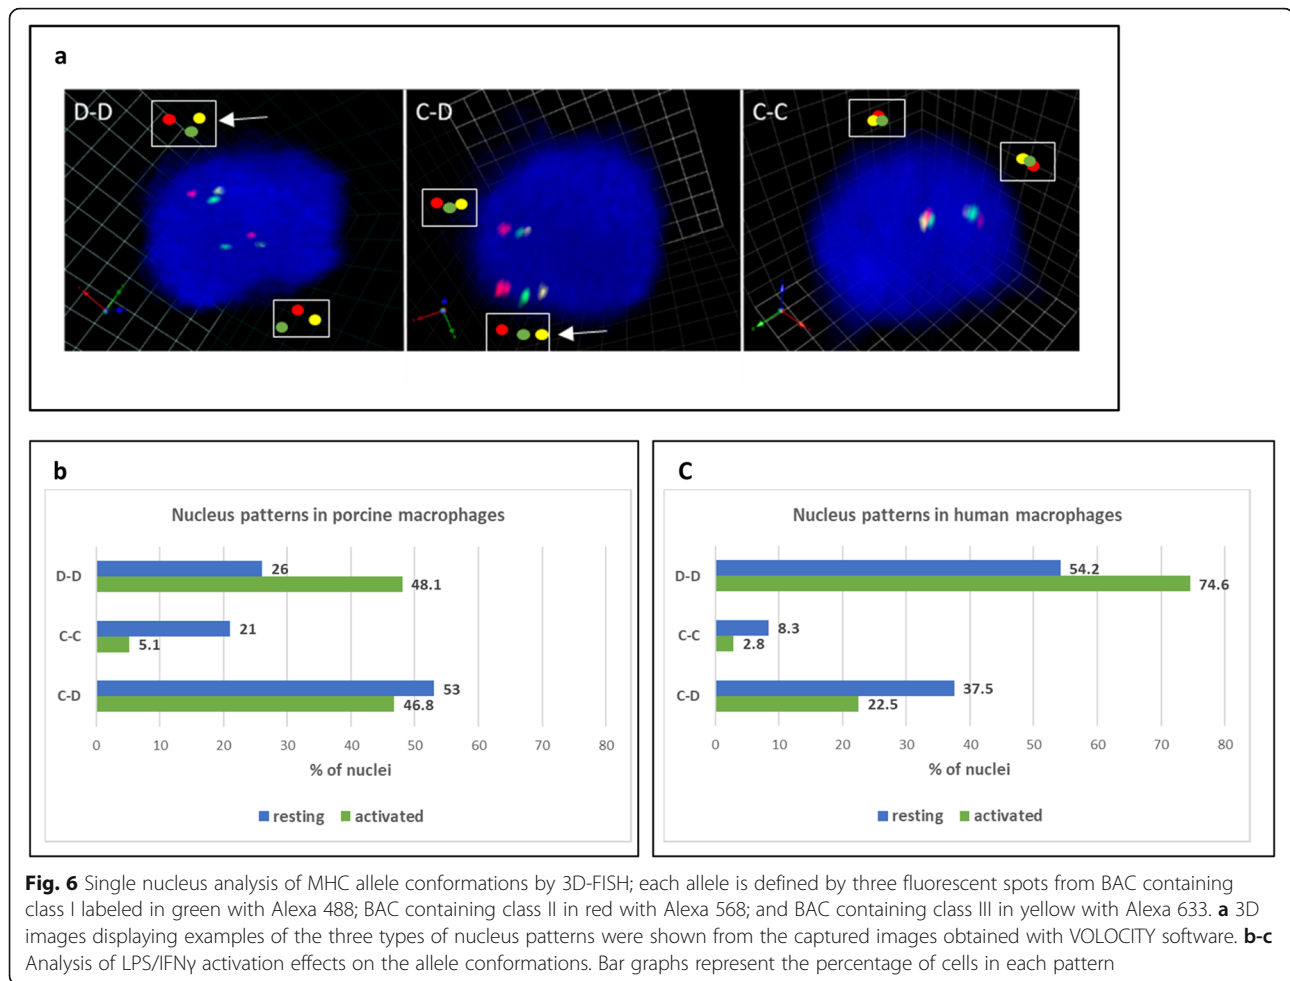 a
D-D
C-D
C-C
b
Nucleus patterns in porcine macrophages
D-D
26
48.1
C-C
21
5.1
C-D
53
46.8
0 10 20 30 40 50 60 70 80
% of nuclei
resting activated
C
Nucleus patterns in human macrophages
D-D
54.2
74.6
C-C
8.3
2.8
C-D
37.5
22.5
0 10 20 30 40 50 60 70 80
% of nuclei
resting activated
Fig. 6 Single nucleus analysis of MHC allele conformations by 3D-FISH; each allele is defined by three fluorescent spots from BAC containing
class I labeled in green with Alexa 488; BAC containing class II in red with Alexa 568; and BAC containing class III in yellow with Alexa 633. a 3D
images displaying examples of the three types of nucleus patterns were shown from the captured images obtained with VOLOCITY software. b-c
Analysis of LPS/IFNγ activation effects on the allele conformations. Bar graphs represent the percentage of cells in each pattern